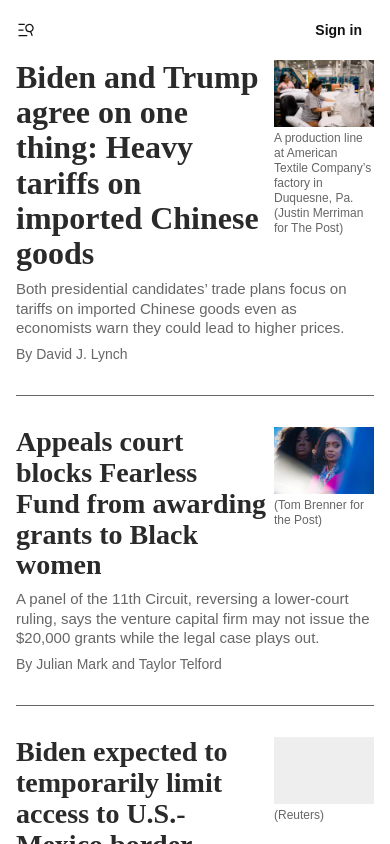 Sign in
Biden and Trump
agree on one
thing: Heavy
tariffs on
imported Chinese
goods
A production line
at American
Textile Company’s
factory in
Duquesne, Pa.
(Justin Merriman
for The Post)
Both presidential candidates’ trade plans focus on
tariffs on imported Chinese goods even as
economists warn they could lead to higher prices.
By David J. Lynch
Appeals court
blocks Fearless
Fund from awarding
grants to Black
women
(Tom Brenner for
the Post)
A panel of the 11th Circuit, reversing a lower-court
ruling, says the venture capital firm may not issue the
$20,000 grants while the legal case plays out.
By Julian Mark and Taylor Telford
Biden expected to
temporarily limit
access to U.S.-
Mexico border
(Reuters)